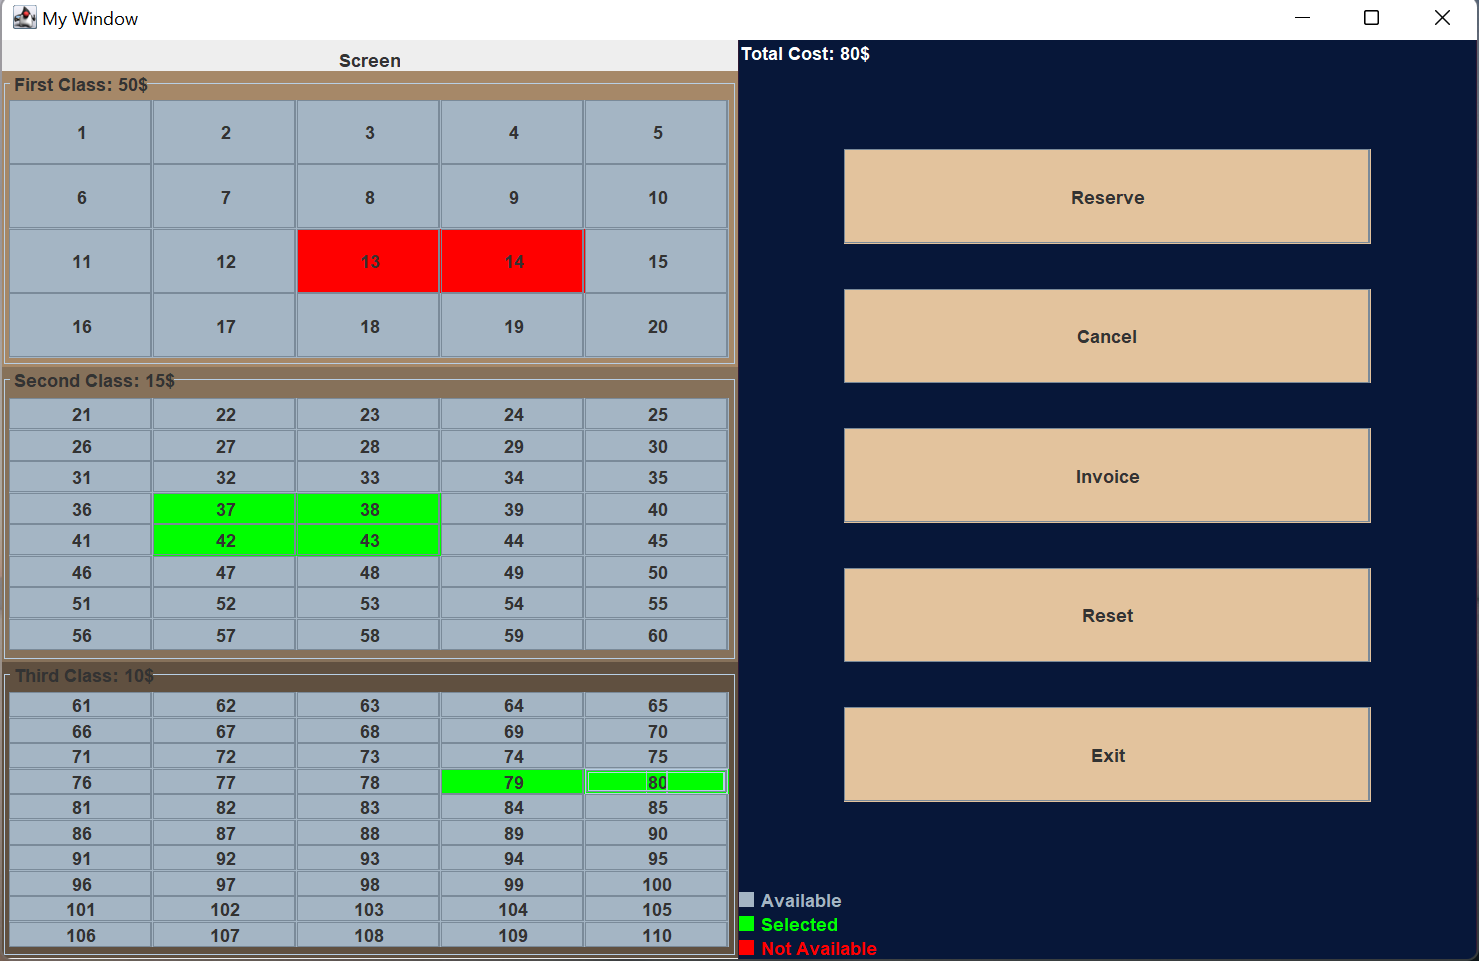 My Window
Screen
Total Cost: 80$
First Class: 50$
1 2 3 4 5
6 7 8 9 10
11 12 13 14 15
16 17 18 19 20
Second Class: 15$
21 22 23 24 25
26 27 28 29 30
31 32 33 34 35
36 37 38 39 40
41 42 43 44 45
46 47 48 49 50
51 52 53 54 55
56 57 58 59 60
Third Class: 10$
61 62 63 64 65
66 67 68 69 70
71 72 73 74 75
76 77 78 79 80
81 82 83 84 85
86 87 88 89 90
91 92 93 94 95
96 97 98 99 100
101 102 103 104 105
106 107 108 109 110
Reserve
Cancel
Invoice
Reset
Exit
Available
Selected
Not Available